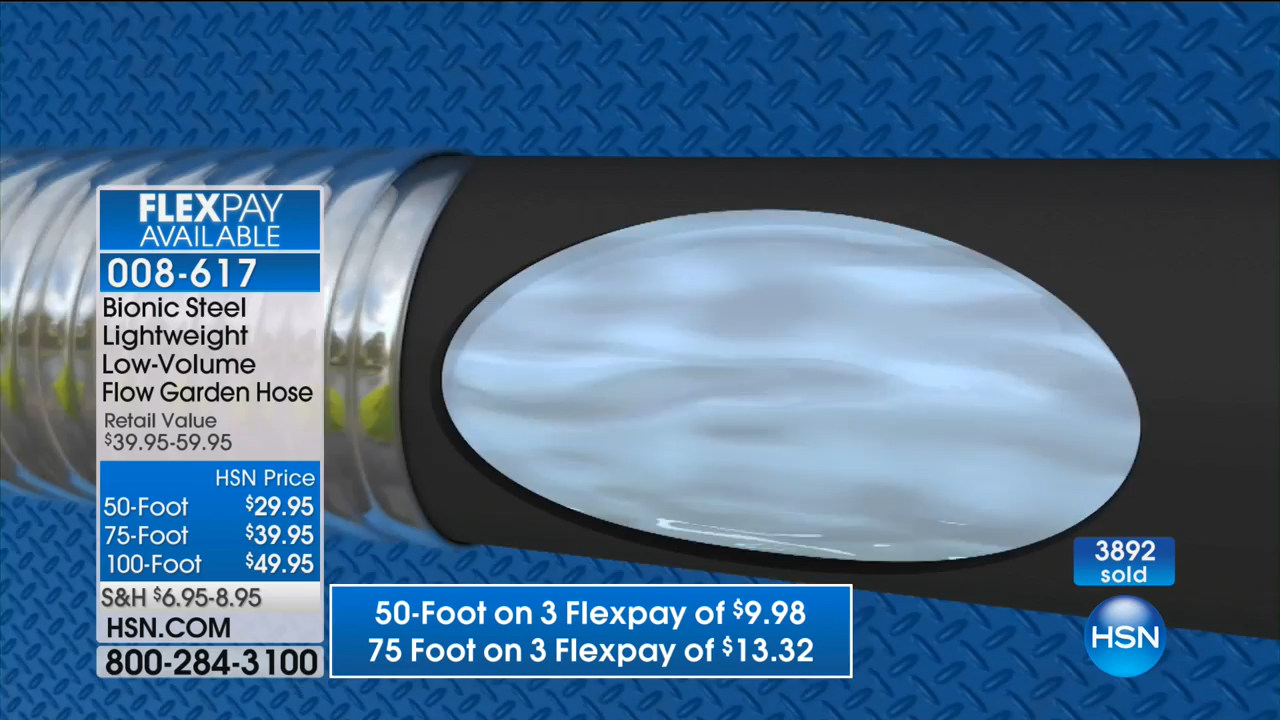 FLEXPAY
AVAILABLE
008-617
Bionic Steel
Lightweight
Low-Volume
Flow Garden Hose
Retail Value
$39.95-59.95
HSN Price
50-Foot $29.95
75-Foot $39.95
100-Foot $49.95
S&H $6.95-8.95
HSN.COM
800-284-3100
50-Foot on 3 Flexpay of $9.98
75 Foot on 3 Flexpay of $13.32
3892
sold
HSN